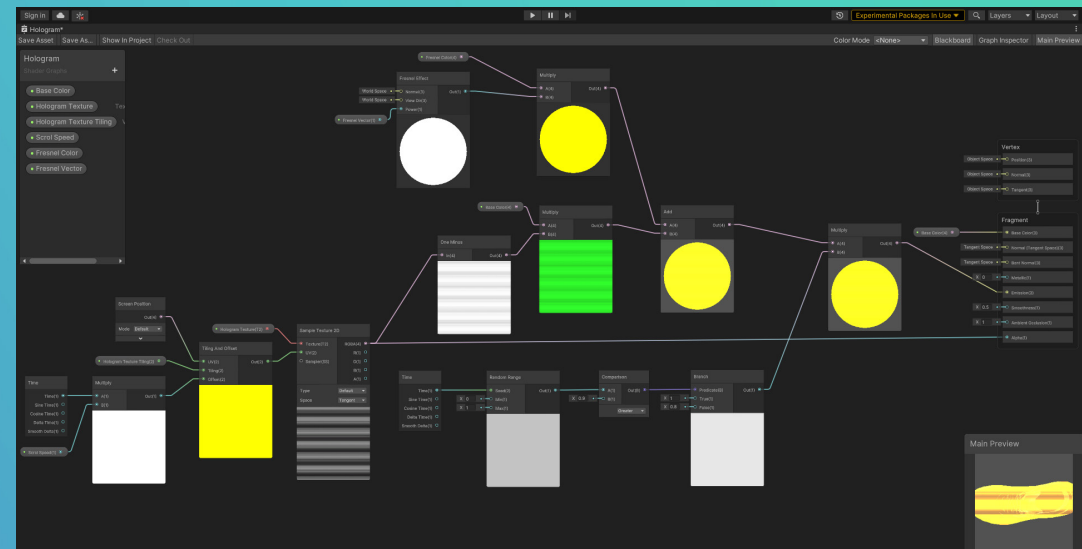 Sign in
Experimental Packages In Use
Layers
Layout
Hologram*
Save Asset Save As... Show In Project Check Out
Color Mode <None> Blackboard Graph Inspector Main Preview
Hologram
Shader Graphs
+
Base Color
Hologram Texture
Hologram Texture Tiling
Scrol Speed
Fresnel Color
Fresnel Vector
Fresnel Color(4)
Fresnel Effect
World Space Normal(3) Out(1)
World Space View Dir(3)
Fresnel Vector(1) Power(1)
Multiply
A(4) Out(4)
B(4)
Base Color(4)
Multiply
A(4) Out(4)
B(4)
One Minus
In(4) Out(4)
Add
A(4) Out(4)
B(4)
Multiply
A(4) Out(4)
B(4)
Vertex
Object Space Position(3)
Object Space Normal(3)
Object Space Tangent(3)
Fragment
Base Color(4) Base Color(3)
Tangent Space Normal (Tangent Space)(3)
Tangent Space Bent Normal(3)
X 0 Metallic(1)
Emission(3)
X 0.5 Smoothness(1)
X 1 Ambient Occlusion(1)
Alpha(1)
Screen Position
Out(4)
Mode Default
Hologram Texture(T2)
Hologram Texture Tiling(2)
Tiling And Offset
UV(2) Out(2)
Tiling(2)
Offset(2)
Sample Texture 2D
Texture(T2) RGBA(4)
UV(2) R(1)
Sampler(SS) G(1)
B(1)
A(1)
Type Default
Space Tangent
Time
Time(1)
Sine Time(1)
Cosine Time(1)
Delta Time(1)
Smooth Delta(1)
Scrol Speed(1)
Multiply
A(1) Out(1)
B(1)
Time
Time(1)
Sine Time(1)
Cosine Time(1)
Delta Time(1)
Smooth Delta(1)
Random Range
Seed(2) Out(1)
X 0 Min(1)
X 1 Max(1)
Comparison
A(1) Out(B)
X 0.9 B(1)
Greater
Branch
Predicate(B) Out(1)
X 1 True(1)
X 0.9 False(1)
Main Preview